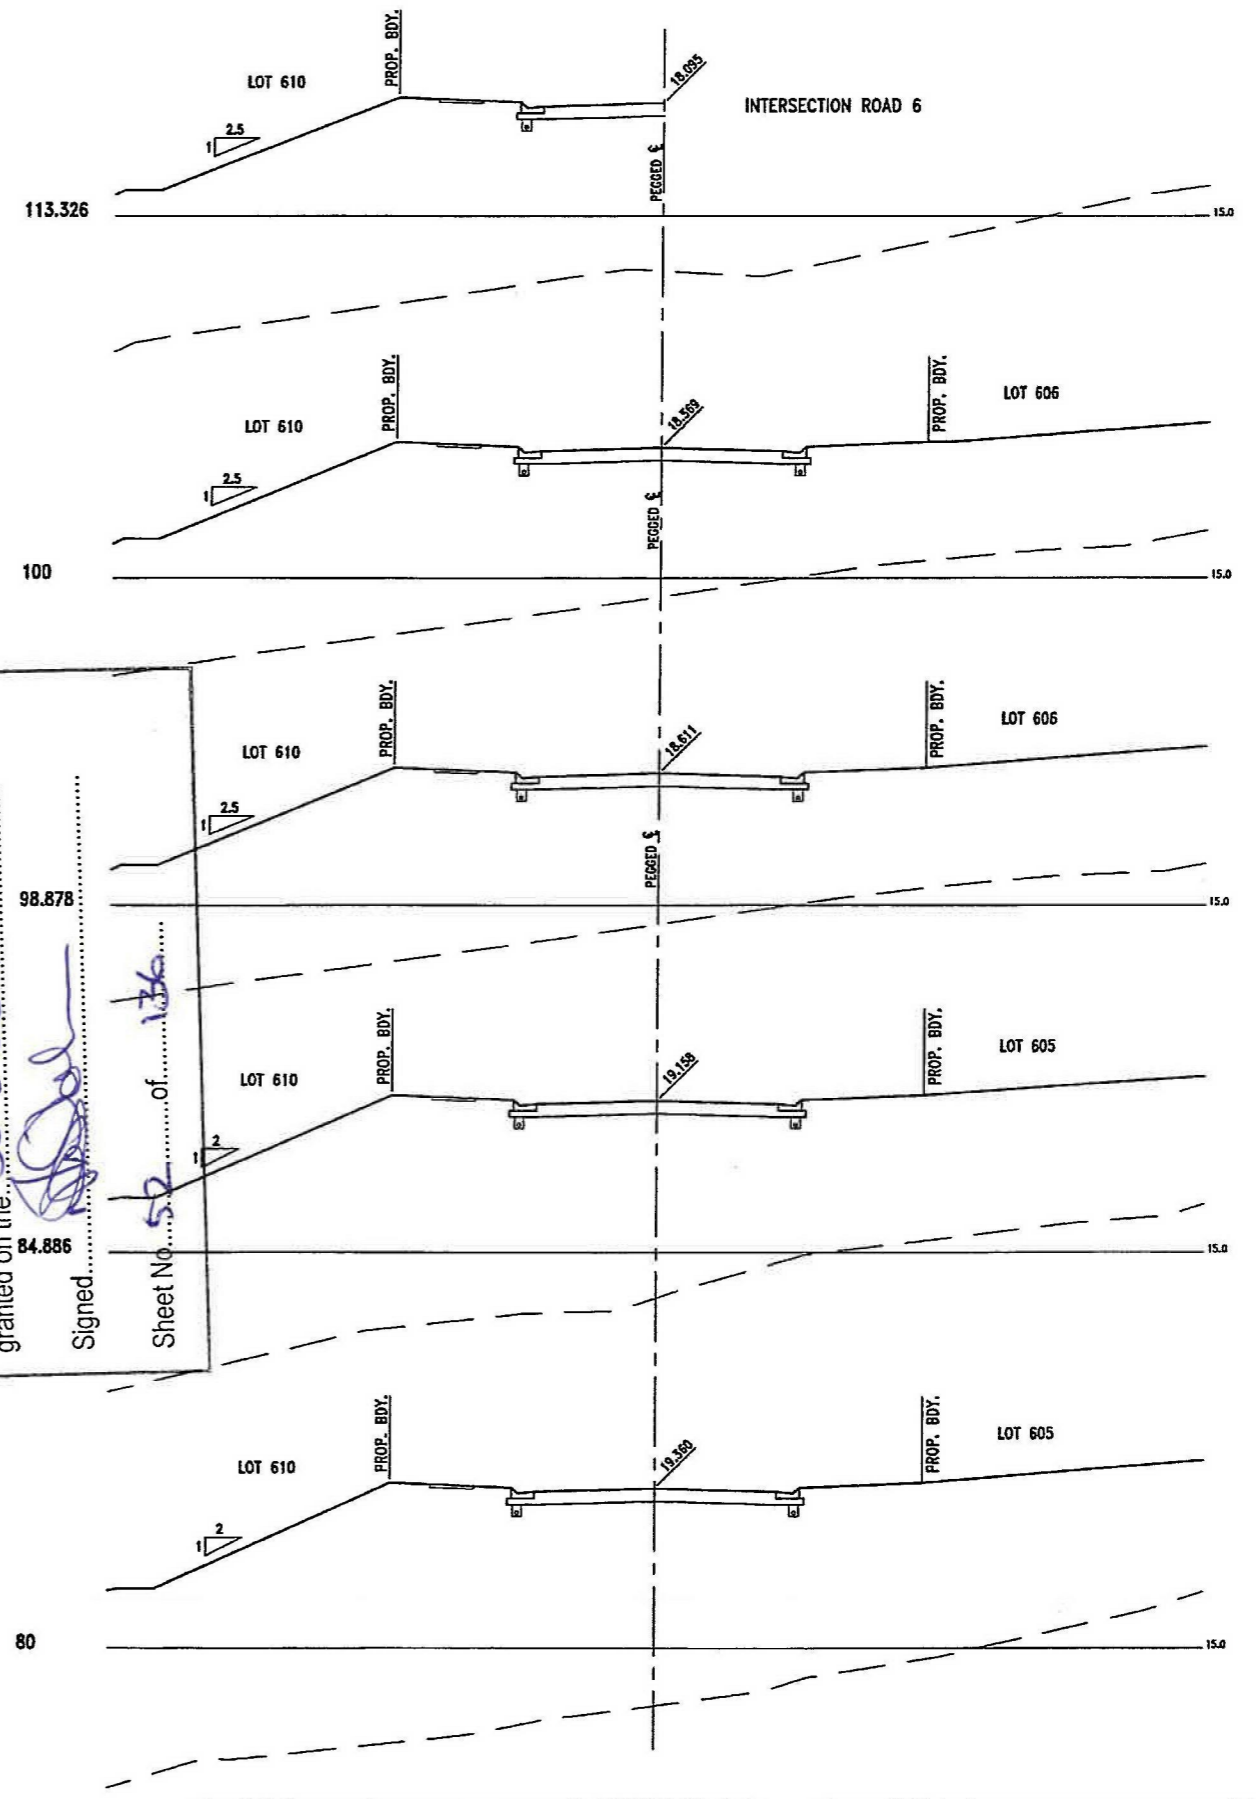 PROP. BDY.
LOT 610
18.095
INTERSECTION ROAD 6
2.5
1
PEGGED ℄
113.326
15.0
PROP. BDY.
PROP. BDY.
LOT 606
LOT 610
18.569
2.5
1
PEGGED ℄
100
15.0
PROP. BDY.
PROP. BDY.
LOT 606
LOT 610
18.611
2.5
1
PEGGED ℄
98.878
15.0
PROP. BDY.
PROP. BDY.
LOT 605
LOT 610
19.158
2
1
84.886
15.0
granted on the
Signed
Sheet No. 52 of 136
PROP. BDY.
PROP. BDY.
LOT 605
LOT 610
19.360
2
1
80
15.0